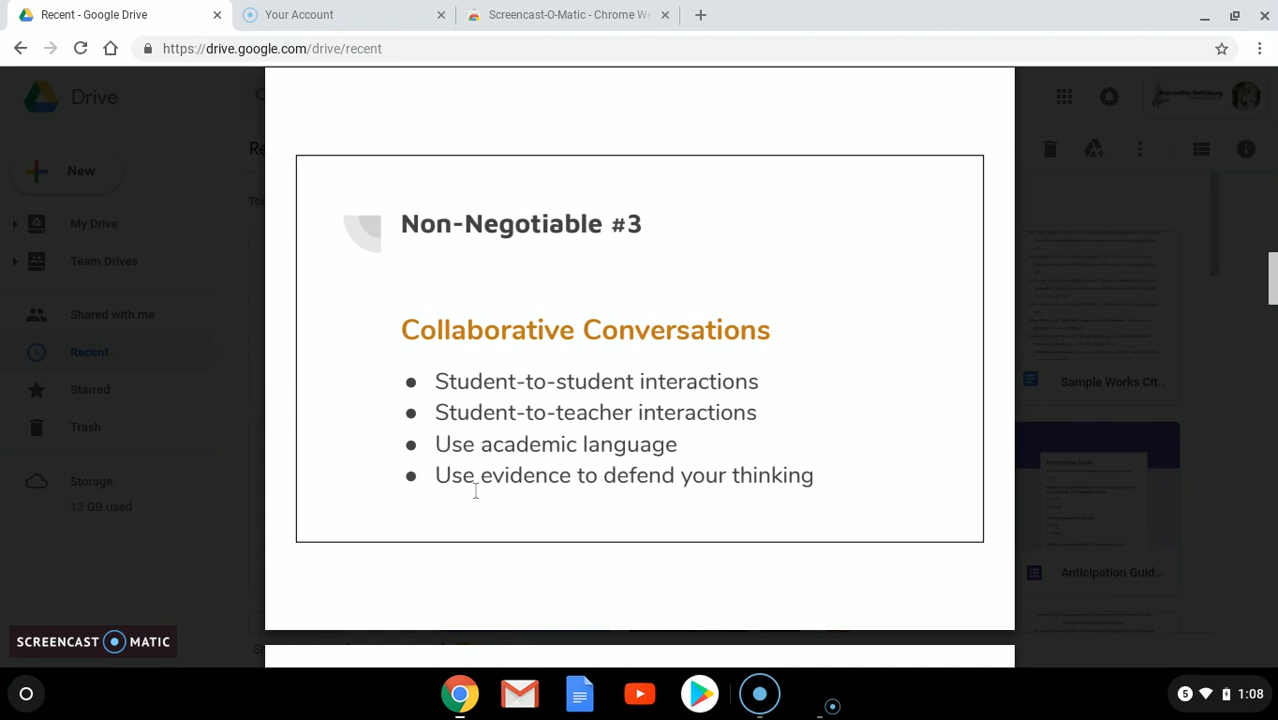 Recent - Google Drive
Your Account
Screencast-O-Matic - Chrome We
https://drive.google.com/drive/recent
Drive
Re
New
To
My Drive
Non-Negotiable #3
Team Drives
Shared with me
Collaborative Conversations
Recent
Student-to-student interactions
Sample Works Cit...
Starred
Student-to-teacher interactions
Trash
Use academic language
Use evidence to defend your thinking
Storage
13 GB used
Anticipation Guid...
SCREENCAST MATIC
5
1:08